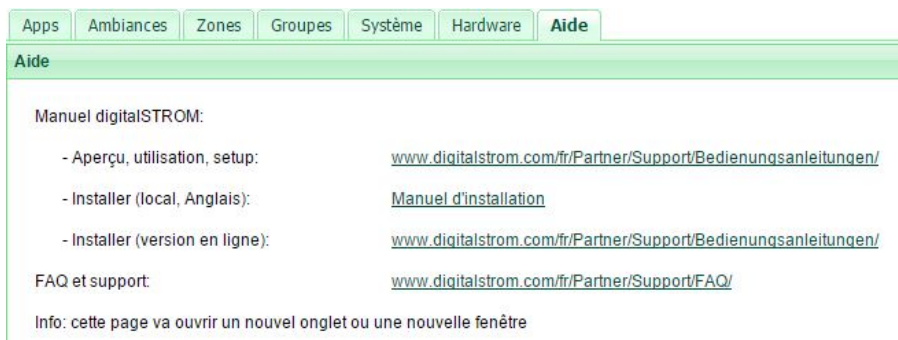 Apps Ambiances Zones Groupes Système Hardware Aide
Aide
Manuel digitalSTROM:
- Aperçu, utilisation, setup: www.digitalstrom.com/fr/Partner/Support/Bedienungsanleitungen/
- Installer (local, Anglais): Manuel d'installation
- Installer (version en ligne): www.digitalstrom.com/fr/Partner/Support/Bedienungsanleitungen/
FAQ et support: www.digitalstrom.com/fr/Partner/Support/FAQ/
Info: cette page va ouvrir un nouvel onglet ou une nouvelle fenêtre